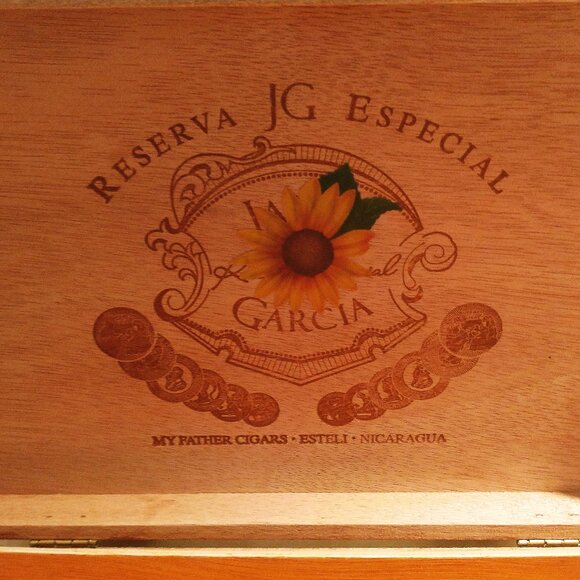 RESERVA JG ESPECIAL
GARCIA
MY FATHER CIGARS • ESTELI • NICARAGUA